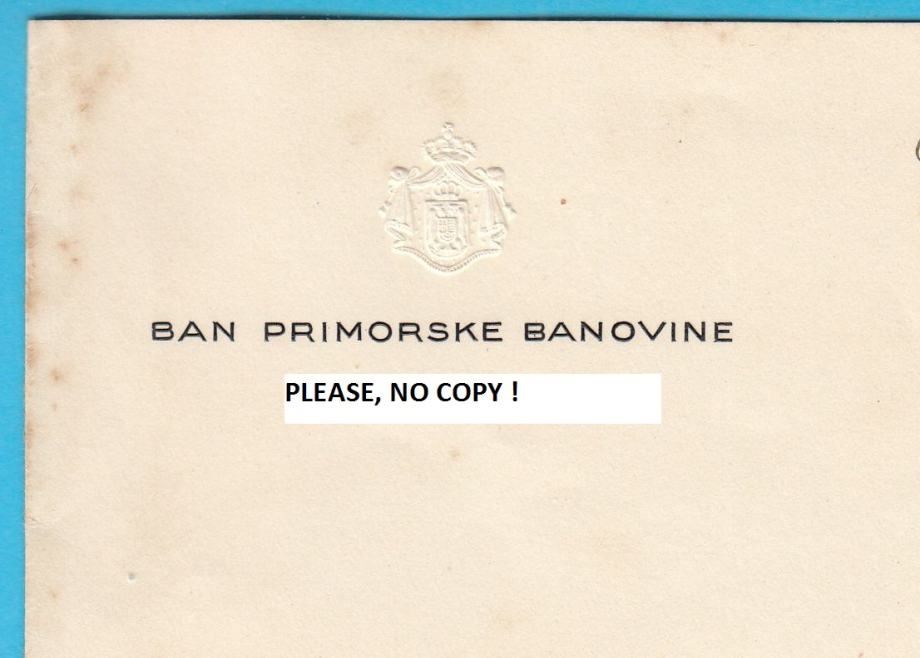 BAN PRIMORSKE BANOVINE
PLEASE, NO COPY !